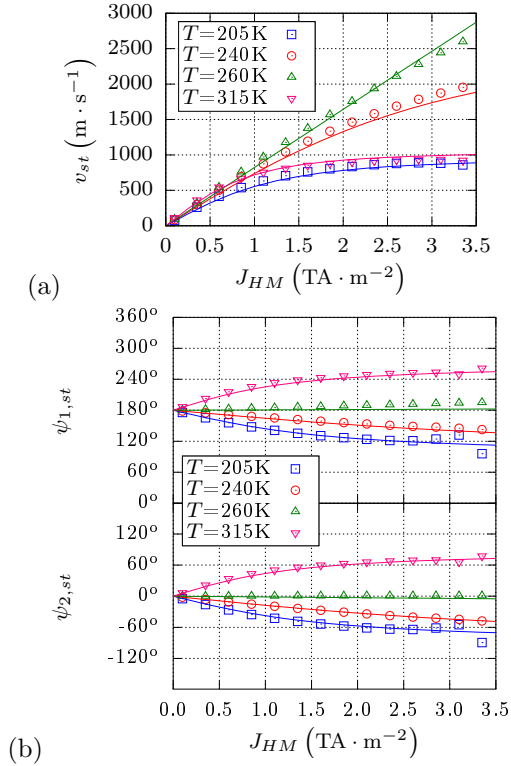 3000
2500
2000
1500
1000
500
0
v_st (m · s⁻¹)
T=205K
T=240K
T=260K
T=315K
0 0.5 1 1.5 2 2.5 3 3.5
J_HM (TA · m⁻²)
(a)
360º
300º
240º
180º
120º
60º
0º
ψ_1,st
T=205K
T=240K
T=260K
T=315K
120º
60º
0º
-60º
-120º
ψ_2,st
0.0 0.5 1.0 1.5 2.0 2.5 3.0 3.5
J_HM (TA · m⁻²)
(b)